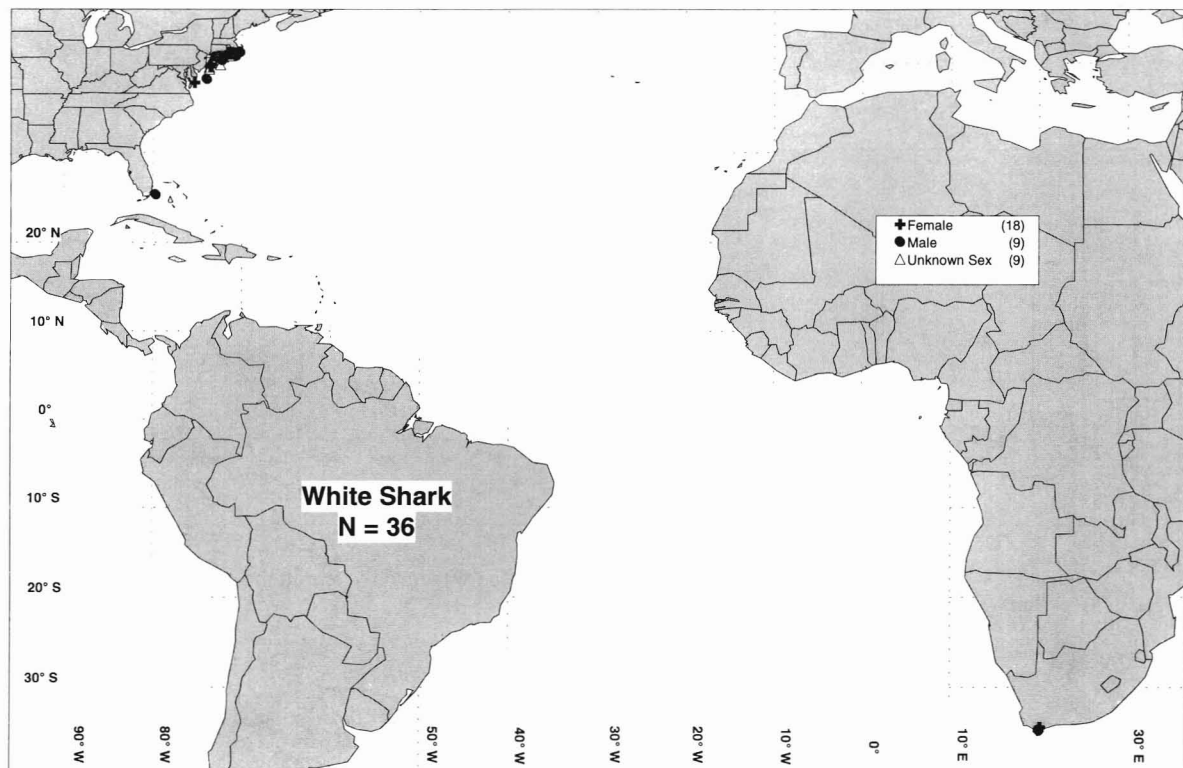 ✚ Female (18)
● Male (9)
△ Unknown Sex (9)
20° N
10° N
0°
10° S
20° S
30° S
White Shark
N = 36
90° W
80° W
50° W
40° W
30° W
20° W
10° W
0°
10° E
30° E